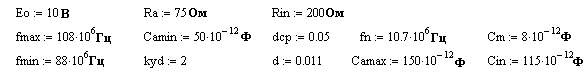 Eo := 10 В Ra := 75 Ом Rin := 200 Ом
fmax := 108·10⁶ Гц Camin := 50·10⁻¹² Ф dcp := 0.05 fn := 10.7·10⁶ Гц Cm := 8·10⁻¹² Ф
fmin := 88·10⁶ Гц kyd := 2 d := 0.011 Camax := 150·10⁻¹² Ф Cin := 115·10⁻¹² Ф